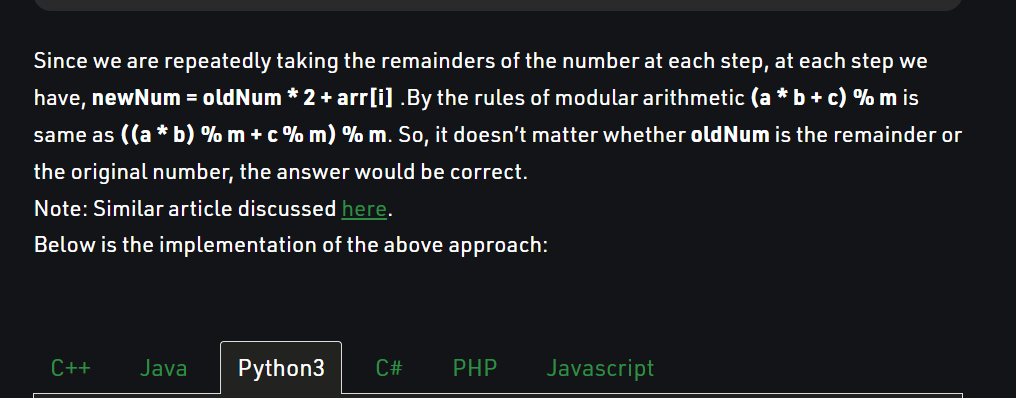 Since we are repeatedly taking the remainders of the number at each step, at each step we
have, newNum = oldNum * 2 + arr[i] .By the rules of modular arithmetic (a * b + c) % m is
same as ((a * b) % m + c % m) % m. So, it doesn’t matter whether oldNum is the remainder or
the original number, the answer would be correct.
Note: Similar article discussed here.
Below is the implementation of the above approach:
C++ Java Python3 C# PHP Javascript